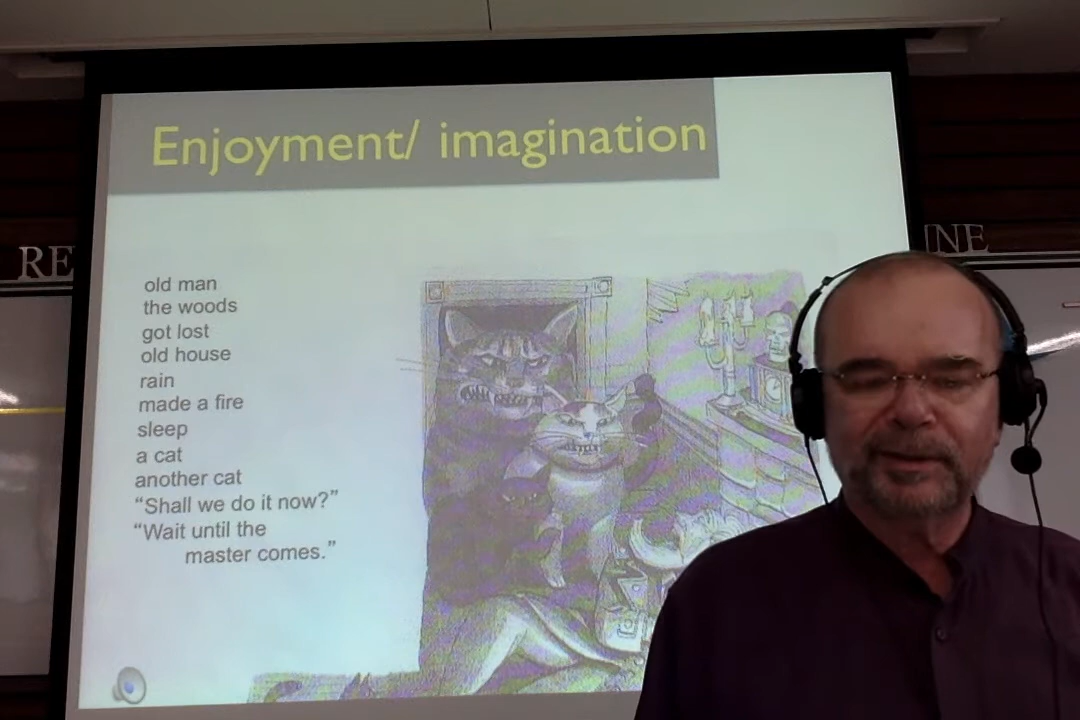 Enjoyment/ imagination
RE
INE
old man
the woods
got lost
old house
rain
made a fire
sleep
a cat
another cat
“Shall we do it now?”
“Wait until the
master comes.”